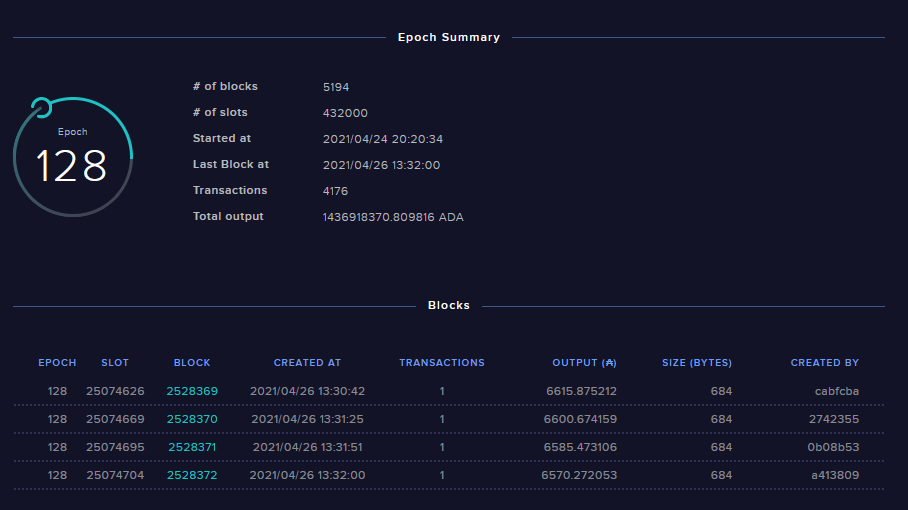 Epoch Summary
Epoch
128
# of blocks 5194
# of slots 432000
Started at 2021/04/24 20:20:34
Last Block at 2021/04/26 13:32:00
Transactions 4176
Total output 1436918370.809816 ADA
Blocks
EPOCH SLOT BLOCK CREATED AT TRANSACTIONS OUTPUT (₳) SIZE (BYTES) CREATED BY
128 25074626 2528369 2021/04/26 13:30:42 1 6615.875212 684 cabfcba
128 25074669 2528370 2021/04/26 13:31:25 1 6600.674159 684 2742355
128 25074695 2528371 2021/04/26 13:31:51 1 6585.473106 684 0b08b53
128 25074704 2528372 2021/04/26 13:32:00 1 6570.272053 684 a413809